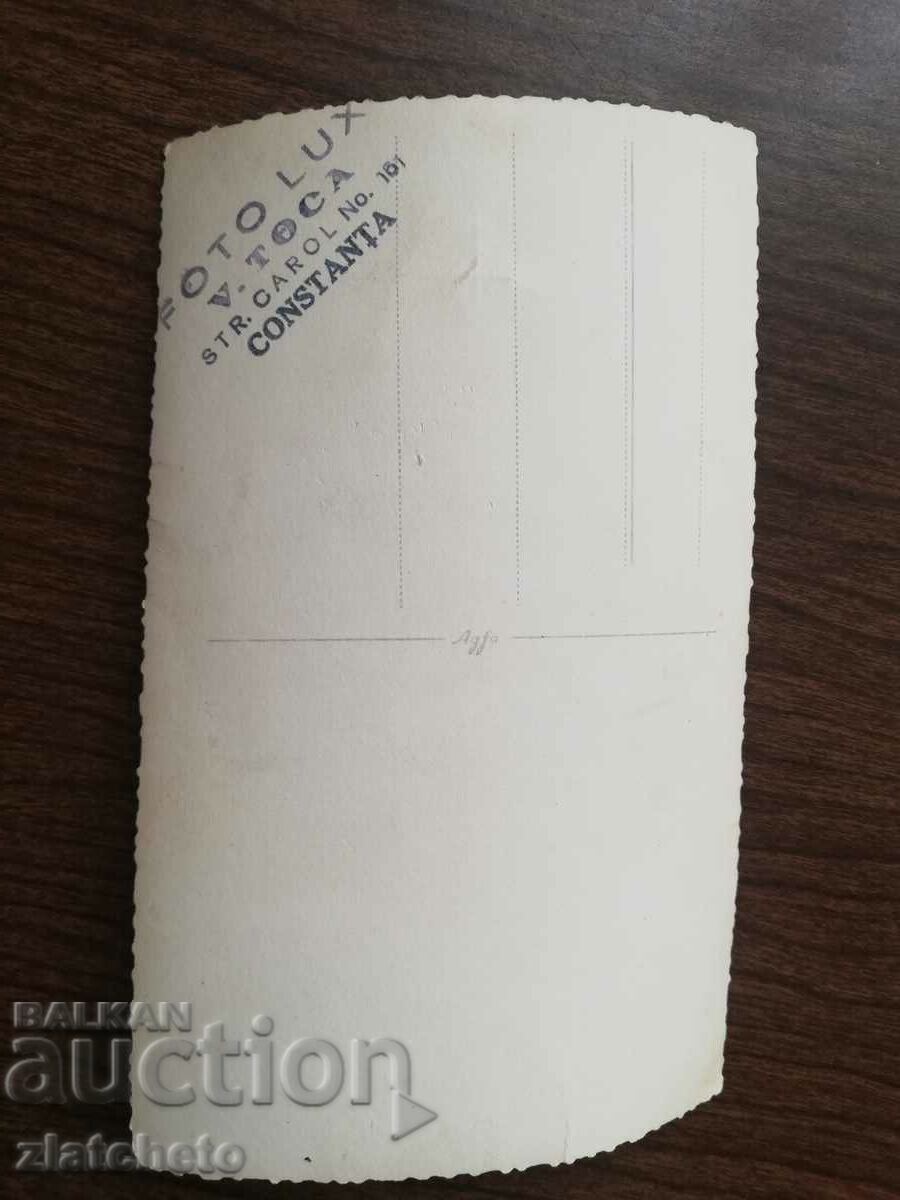 FOTO LUX
V. TOCA
STR. CAROL No. 161
CONSTANȚA
Agfa
BALKAN
auction
zlatcheto